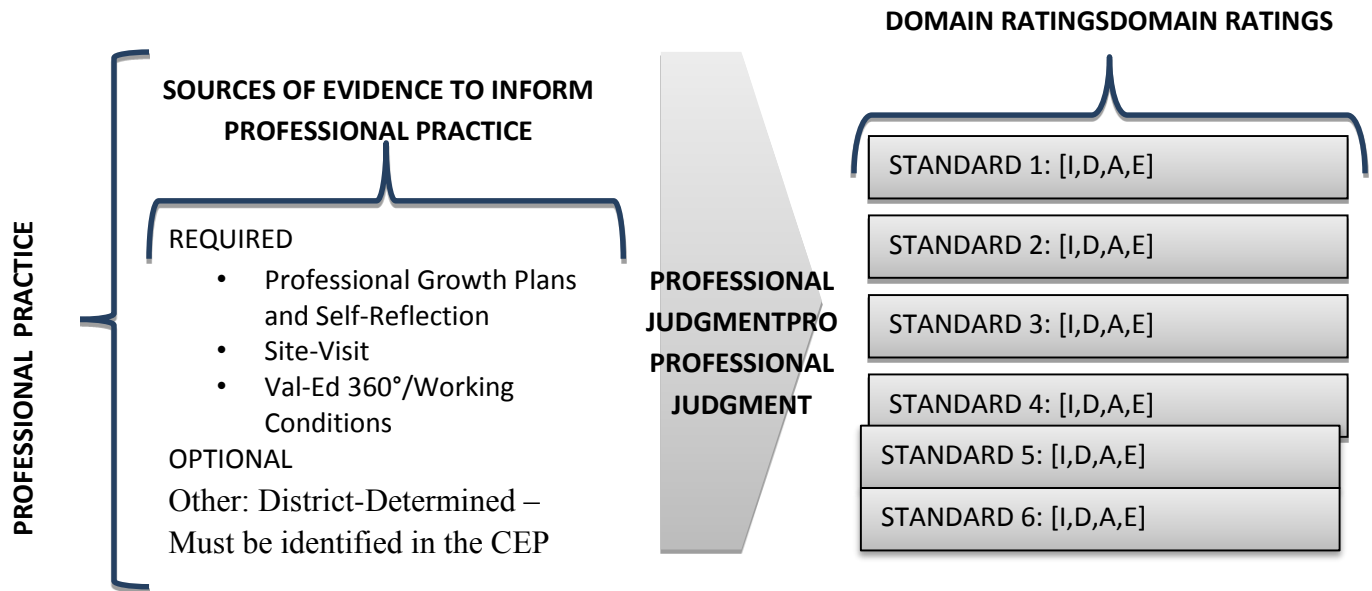 PROFESSIONAL PRACTICE
SOURCES OF EVIDENCE TO INFORM
PROFESSIONAL PRACTICE
REQUIRED
• Professional Growth Plans
and Self-Reflection
• Site-Visit
• Val-Ed 360°/Working
Conditions
OPTIONAL
Other: District-Determined –
Must be identified in the CEP
PROFESSIONAL
JUDGMENTPRO
PROFESSIONAL
JUDGMENT
DOMAIN RATINGSDOMAIN RATINGS
STANDARD 1: [I,D,A,E]
STANDARD 2: [I,D,A,E]
STANDARD 3: [I,D,A,E]
STANDARD 4: [I,D,A,E]
STANDARD 5: [I,D,A,E]
STANDARD 6: [I,D,A,E]